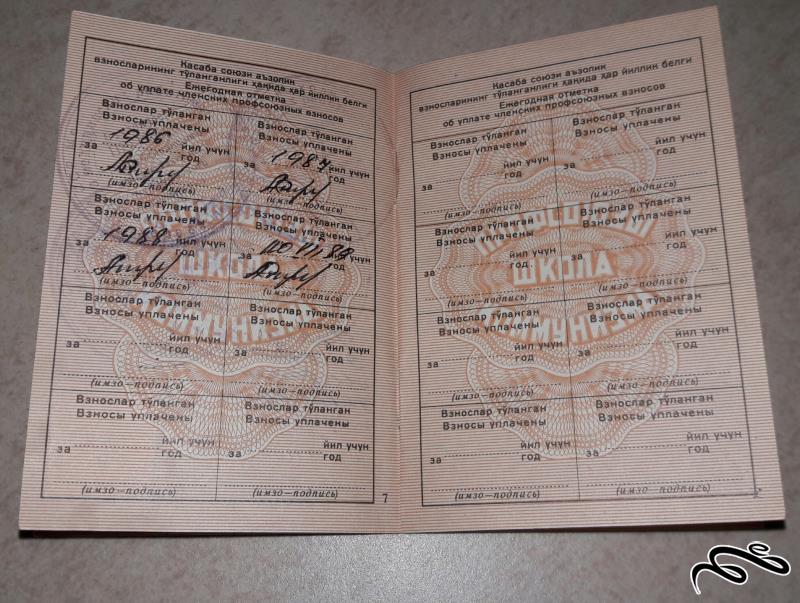 Касаба союзи аъзолик
взносларининг тўланганлиги ҳақида ҳар йиллик белги
Ежегодная отметка
об уплате членских профсоюзных взносов
Взнослар тўланган
Взносы уплачены
1986
за йил учун
год
(имзо—подпись)
Взнослар тўланган
Взносы уплачены
за 1987 йил учун
год
(имзо—подпись)
Взнослар тўланган
Взносы уплачены
1988
за йил учун
год
(имзо—подпись)
Взнослар тўланган
Взносы уплачены
за учун
год
(имзо—подпись)
Взнослар тўланган
Взносы уплачены
за йил учун
год
(имзо—подпись)
Взнослар тўланган
Взносы уплачены
за йил учун
год
(имзо—подпись)
Взнослар тўланган
Взносы уплачены
за йил учун
год
(имзо—подпись)
Взнослар тўланган
Взносы уплачены
за йил учун
год
(имзо—подпись)
ШКОЛА
7
Касаба союзи аъзолик
взносларининг тўланганлиги ҳақида ҳар йиллик белги
Ежегодная отметка
об уплате членских профсоюзных взносов
Взнослар тўланган
Взносы уплачены
за йил учун
год
(имзо—подпись)
Взнослар тўланган
Взносы уплачены
за йил учун
год
(имзо—подпись)
Взнослар тўланган
Взносы уплачены
за йил учун
год
(имзо—подпись)
Взнослар тўланган
Взносы уплачены
за йил учун
год
(имзо—подпись)
Взнослар тўланган
Взносы уплачены
за йил учун
год
(имзо—подпись)
Взнослар тўланган
Взносы уплачены
за йил учун
год
(имзо—подпись)
Взнослар тўланган
Взносы уплачены
за йил учун
год
(имзо—подпись)
Взнослар тўланган
Взносы уплачены
за йил учун
год
(имзо—подпись)
ШКОЛА